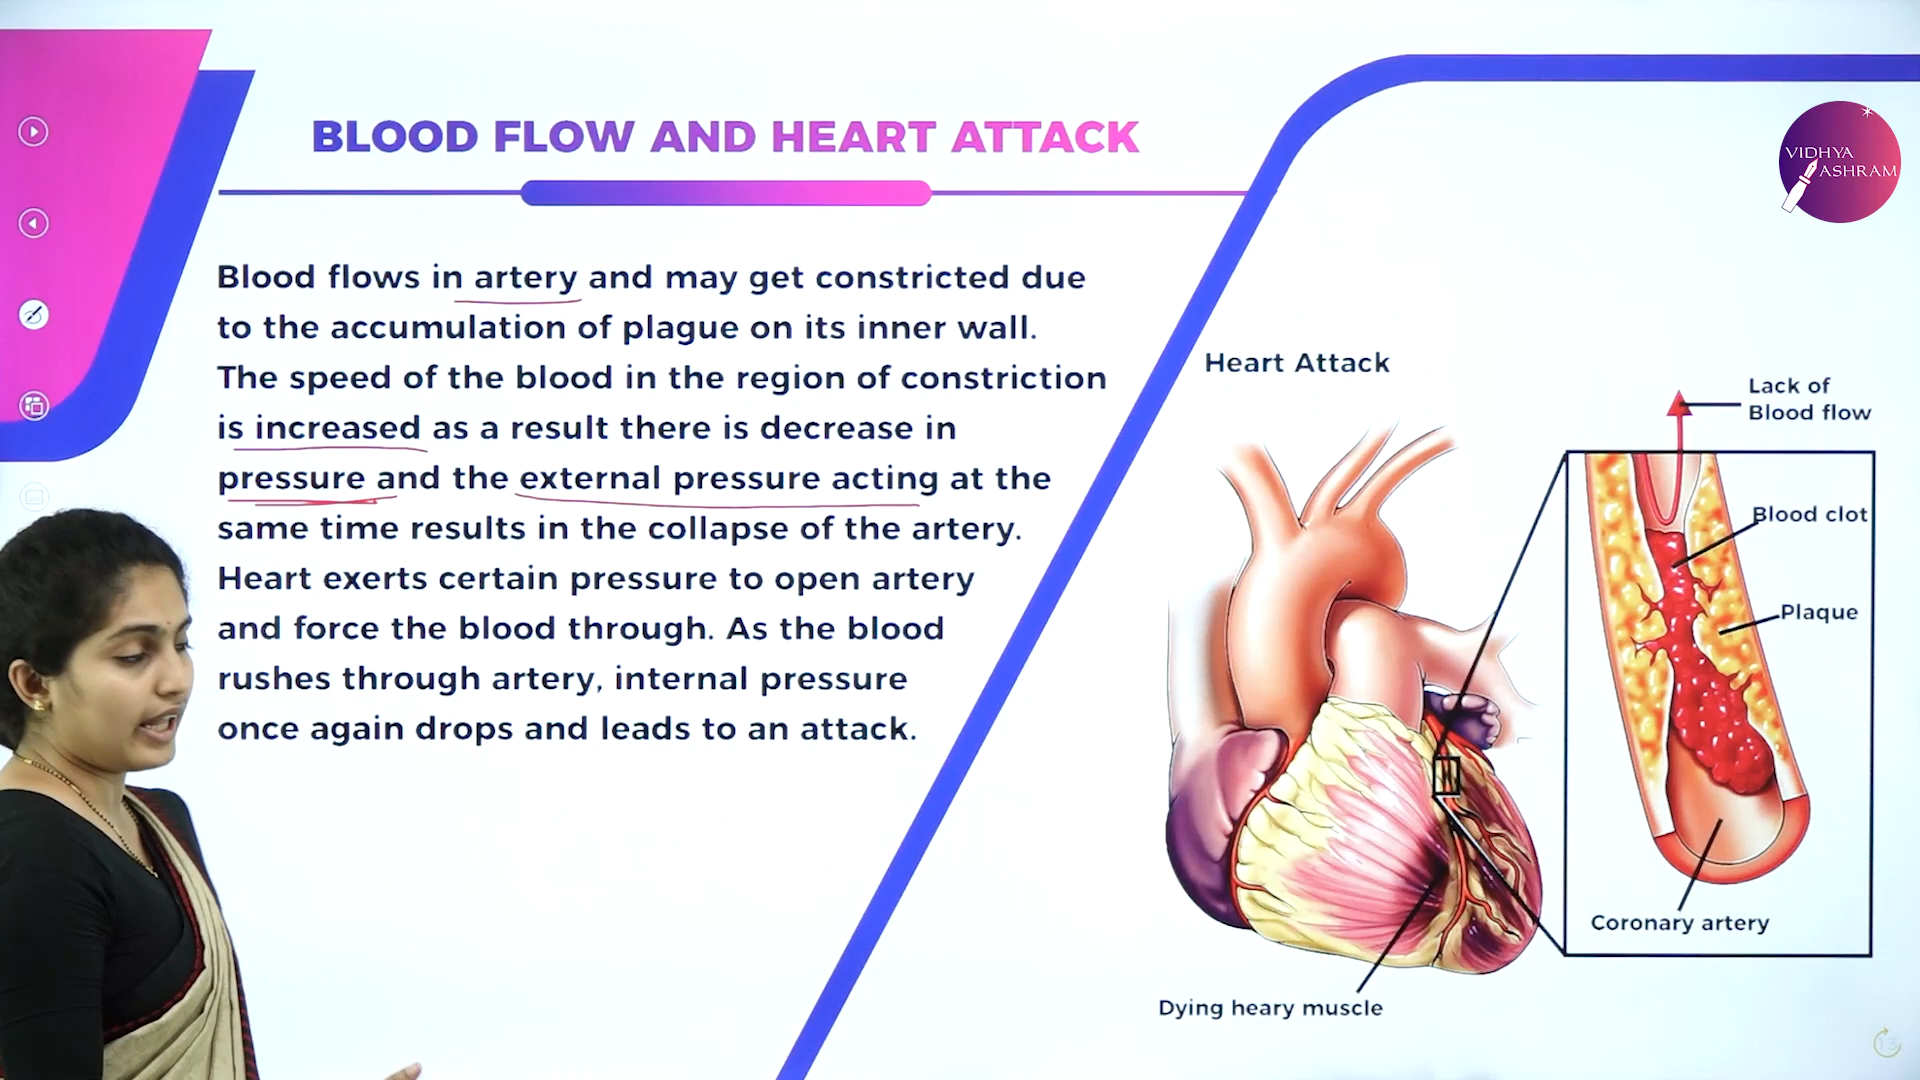 BLOOD FLOW AND HEART ATTACK
VIDHYA
ASHRAM
Blood flows in artery and may get constricted due
to the accumulation of plague on its inner wall.
The speed of the blood in the region of constriction
is increased as a result there is decrease in
pressure and the external pressure acting at the
same time results in the collapse of the artery.
Heart exerts certain pressure to open artery
and force the blood through. As the blood
rushes through artery, internal pressure
once again drops and leads to an attack.
Heart Attack
Lack of
Blood flow
Blood clot
Plaque
Coronary artery
Dying heary muscle
13